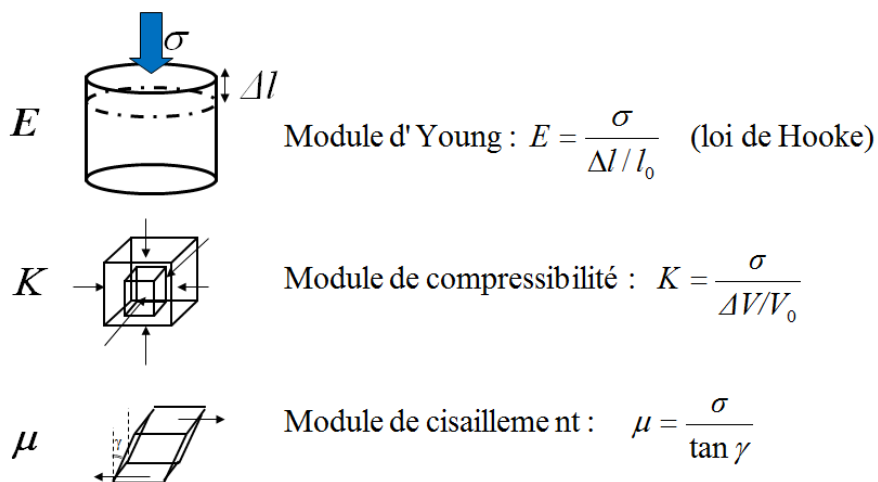 σ
Δl
E
Module d'Young : E = σ / (Δl / l₀) (loi de Hooke)
K
Module de compressibilité : K = σ / (ΔV/V₀)
γ
μ
Module de cisailleme nt : μ = σ / tan γ